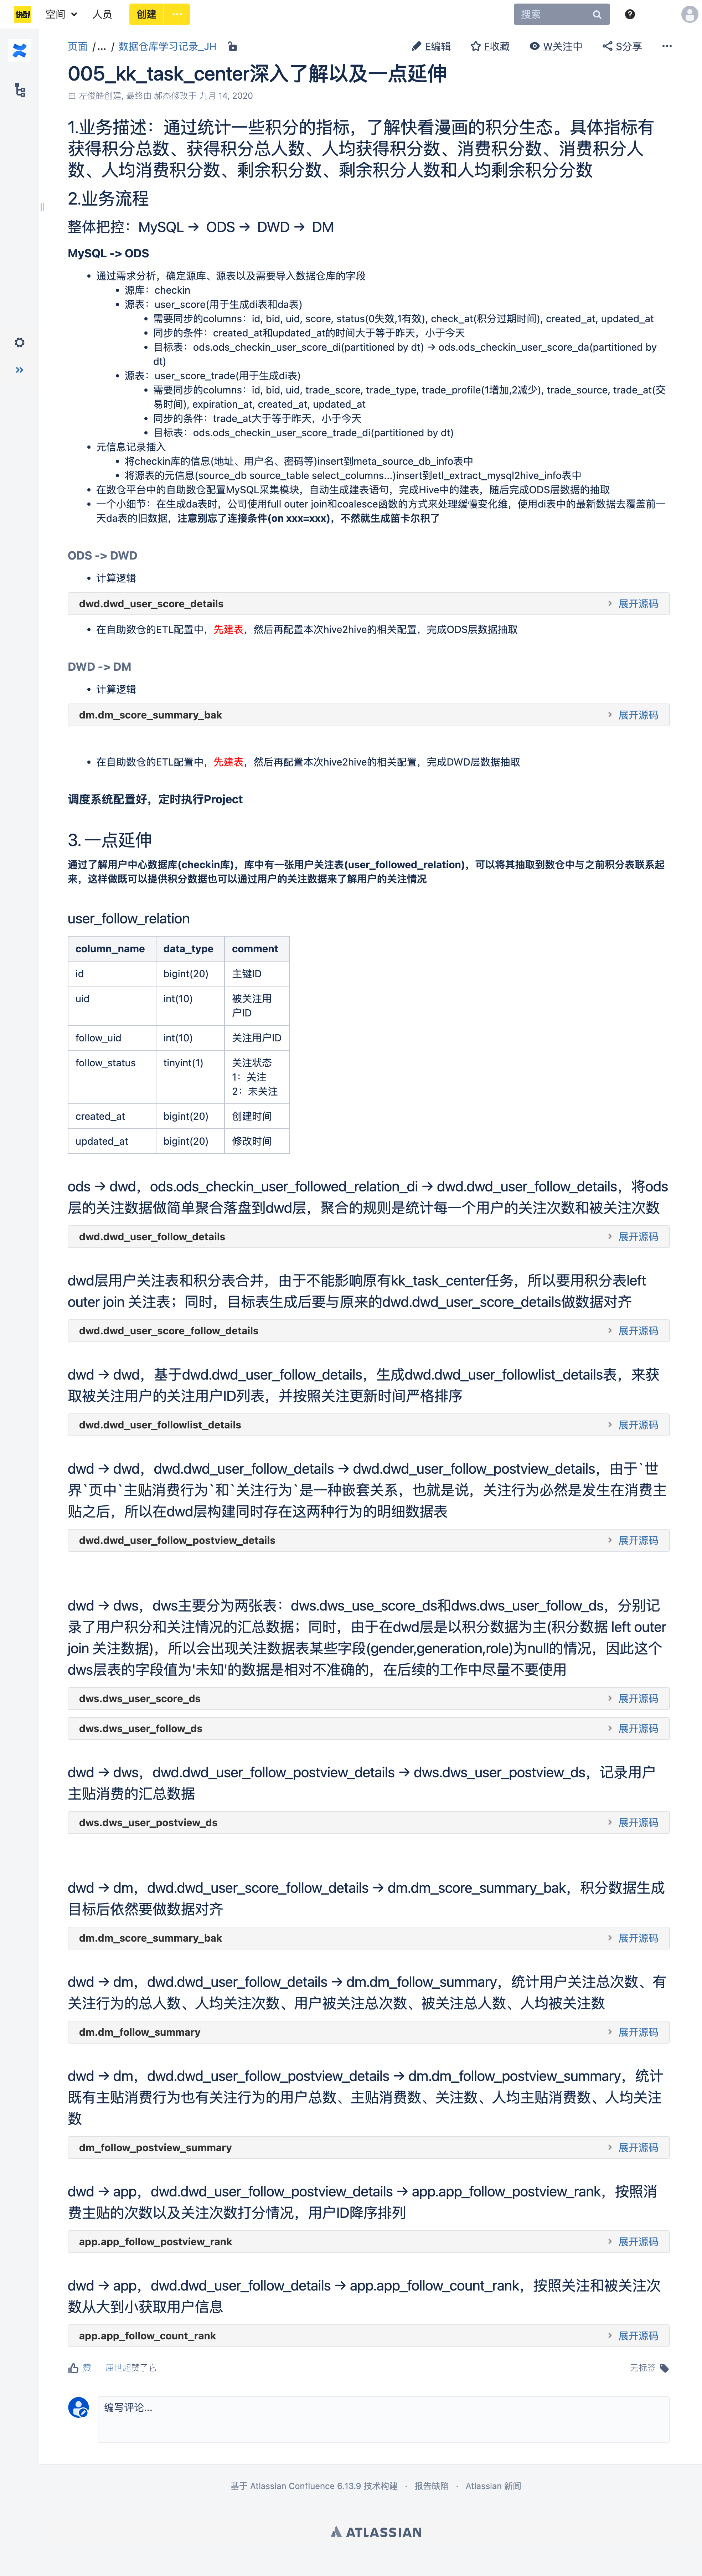 快看! 空间 人员 创建 ··· 搜索
页面 /... / 数据仓库学习记录_JH E编辑 F收藏 W关注中 S分享 ···
005_kk_task_center深入了解以及一点延伸
由 左俊皓创建, 最终由 郝杰修改于 九月 14, 2020
1.业务描述：通过统计一些积分的指标，了解快看漫画的积分生态。具体指标有
获得积分总数、获得积分总人数、人均获得积分数、消费积分数、消费积分人
数、人均消费积分数、剩余积分数、剩余积分人数和人均剩余积分分数
2.业务流程
整体把控：MySQL → ODS → DWD → DM
MySQL -> ODS
• 通过需求分析，确定源库、源表以及需要导入数据仓库的字段
• 源库：checkin
• 源表：user_score(用于生成di表和da表)
• 需要同步的columns：id, bid, uid, score, status(0失效,1有效), check_at(积分过期时间), created_at, updated_at
• 同步的条件：created_at和updated_at的时间大于等于昨天，小于今天
• 目标表：ods.ods_checkin_user_score_di(partitioned by dt) → ods.ods_checkin_user_score_da(partitioned by
dt)
• 源表：user_score_trade(用于生成di表)
• 需要同步的columns：id, bid, uid, trade_score, trade_type, trade_profile(1增加,2减少), trade_source, trade_at(交
易时间), expiration_at, created_at, updated_at
• 同步的条件：trade_at大于等于昨天，小于今天
• 目标表：ods.ods_checkin_user_score_trade_di(partitioned by dt)
• 元信息记录插入
• 将checkin库的信息(地址、用户名、密码等)insert到meta_source_db_info表中
• 将源表的元信息(source_db source_table select_columns...)insert到etl_extract_mysql2hive_info表中
• 在数仓平台中的自助数仓配置MySQL采集模块，自动生成建表语句，完成Hive中的建表，随后完成ODS层数据的抽取
• 一个小细节：在生成da表时，公司使用full outer join和coalesce函数的方式来处理缓慢变化维，使用di表中的最新数据去覆盖前一
天da表的旧数据，注意别忘了连接条件(on xxx=xxx)，不然就生成笛卡尔积了
ODS -> DWD
• 计算逻辑
dwd.dwd_user_score_details 展开源码
• 在自助数仓的ETL配置中，先建表，然后再配置本次hive2hive的相关配置，完成ODS层数据抽取
DWD -> DM
• 计算逻辑
dm.dm_score_summary_bak 展开源码
• 在自助数仓的ETL配置中，先建表，然后再配置本次hive2hive的相关配置，完成DWD层数据抽取
调度系统配置好，定时执行Project
3. 一点延伸
通过了解用户中心数据库(checkin库)，库中有一张用户关注表(user_followed_relation)，可以将其抽取到数仓中与之前积分表联系起
来，这样做既可以提供积分数据也可以通过用户的关注数据来了解用户的关注情况
user_follow_relation
column_name data_type comment
id bigint(20) 主键ID
uid int(10) 被关注用
户ID
follow_uid int(10) 关注用户ID
follow_status tinyint(1) 关注状态
1：关注
2：未关注
created_at bigint(20) 创建时间
updated_at bigint(20) 修改时间
ods → dwd，ods.ods_checkin_user_followed_relation_di → dwd.dwd_user_follow_details，将ods
层的关注数据做简单聚合落盘到dwd层，聚合的规则是统计每一个用户的关注次数和被关注次数
dwd.dwd_user_follow_details 展开源码
dwd层用户关注表和积分表合并，由于不能影响原有kk_task_center任务，所以要用积分表left
outer join 关注表；同时，目标表生成后要与原来的dwd.dwd_user_score_details做数据对齐
dwd.dwd_user_score_follow_details 展开源码
dwd → dwd，基于dwd.dwd_user_follow_details，生成dwd.dwd_user_followlist_details表，来获
取被关注用户的关注用户ID列表，并按照关注更新时间严格排序
dwd.dwd_user_followlist_details 展开源码
dwd → dwd，dwd.dwd_user_follow_details → dwd.dwd_user_follow_postview_details，由于`世
界`页中`主贴消费行为`和`关注行为`是一种嵌套关系，也就是说，关注行为必然是发生在消费主
贴之后，所以在dwd层构建同时存在这两种行为的明细数据表
dwd.dwd_user_follow_postview_details 展开源码
dwd → dws，dws主要分为两张表：dws.dws_use_score_ds和dws.dws_user_follow_ds，分别记
录了用户积分和关注情况的汇总数据；同时，由于在dwd层是以积分数据为主(积分数据 left outer
join 关注数据)，所以会出现关注数据表某些字段(gender,generation,role)为null的情况，因此这个
dws层表的字段值为'未知'的数据是相对不准确的，在后续的工作中尽量不要使用
dws.dws_user_score_ds 展开源码
dws.dws_user_follow_ds 展开源码
dwd → dws，dwd.dwd_user_follow_postview_details → dws.dws_user_postview_ds，记录用户
主贴消费的汇总数据
dws.dws_user_postview_ds 展开源码
dwd → dm，dwd.dwd_user_score_follow_details → dm.dm_score_summary_bak，积分数据生成
目标后依然要做数据对齐
dm.dm_score_summary_bak 展开源码
dwd → dm，dwd.dwd_user_follow_details → dm.dm_follow_summary，统计用户关注总次数、有
关注行为的总人数、人均关注次数、用户被关注总次数、被关注总人数、人均被关注数
dm.dm_follow_summary 展开源码
dwd → dm，dwd.dwd_user_follow_postview_details → dm.dm_follow_postview_summary，统计
既有主贴消费行为也有关注行为的用户总数、主贴消费数、关注数、人均主贴消费数、人均关注
数
dm_follow_postview_summary 展开源码
dwd → app，dwd.dwd_user_follow_postview_details → app.app_follow_postview_rank，按照消
费主贴的次数以及关注次数打分情况，用户ID降序排列
app.app_follow_postview_rank 展开源码
dwd → app，dwd.dwd_user_follow_details → app.app_follow_count_rank，按照关注和被关注次
数从大到小获取用户信息
app.app_follow_count_rank 展开源码
赞 屈世超赞了它 无标签
编写评论...
基于 Atlassian Confluence 6.13.9 技术构建 · 报告缺陷 · Atlassian 新闻
ATLASSIAN